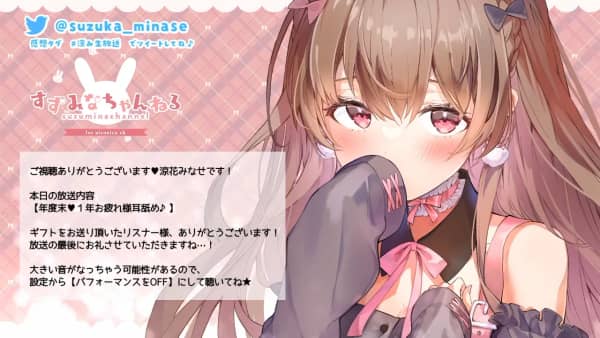 @suzuka_minase
感想タグ #涼み生放送 でツイートしてね♪
すずみなちゃんねる
suzuminachannel
for niconico ch
ご視聴ありがとうございます♥涼花みなせです！
本日の放送内容
【年度末♥１年お疲れ様耳舐め♪】
ギフトをお送り頂いたリスナー様、ありがとうございます！
放送の最後にお礼させていただきますね…！
大きい音がなっちゃう可能性があるので、
設定から【パフォーマンスをOFF】にして聴いてね★